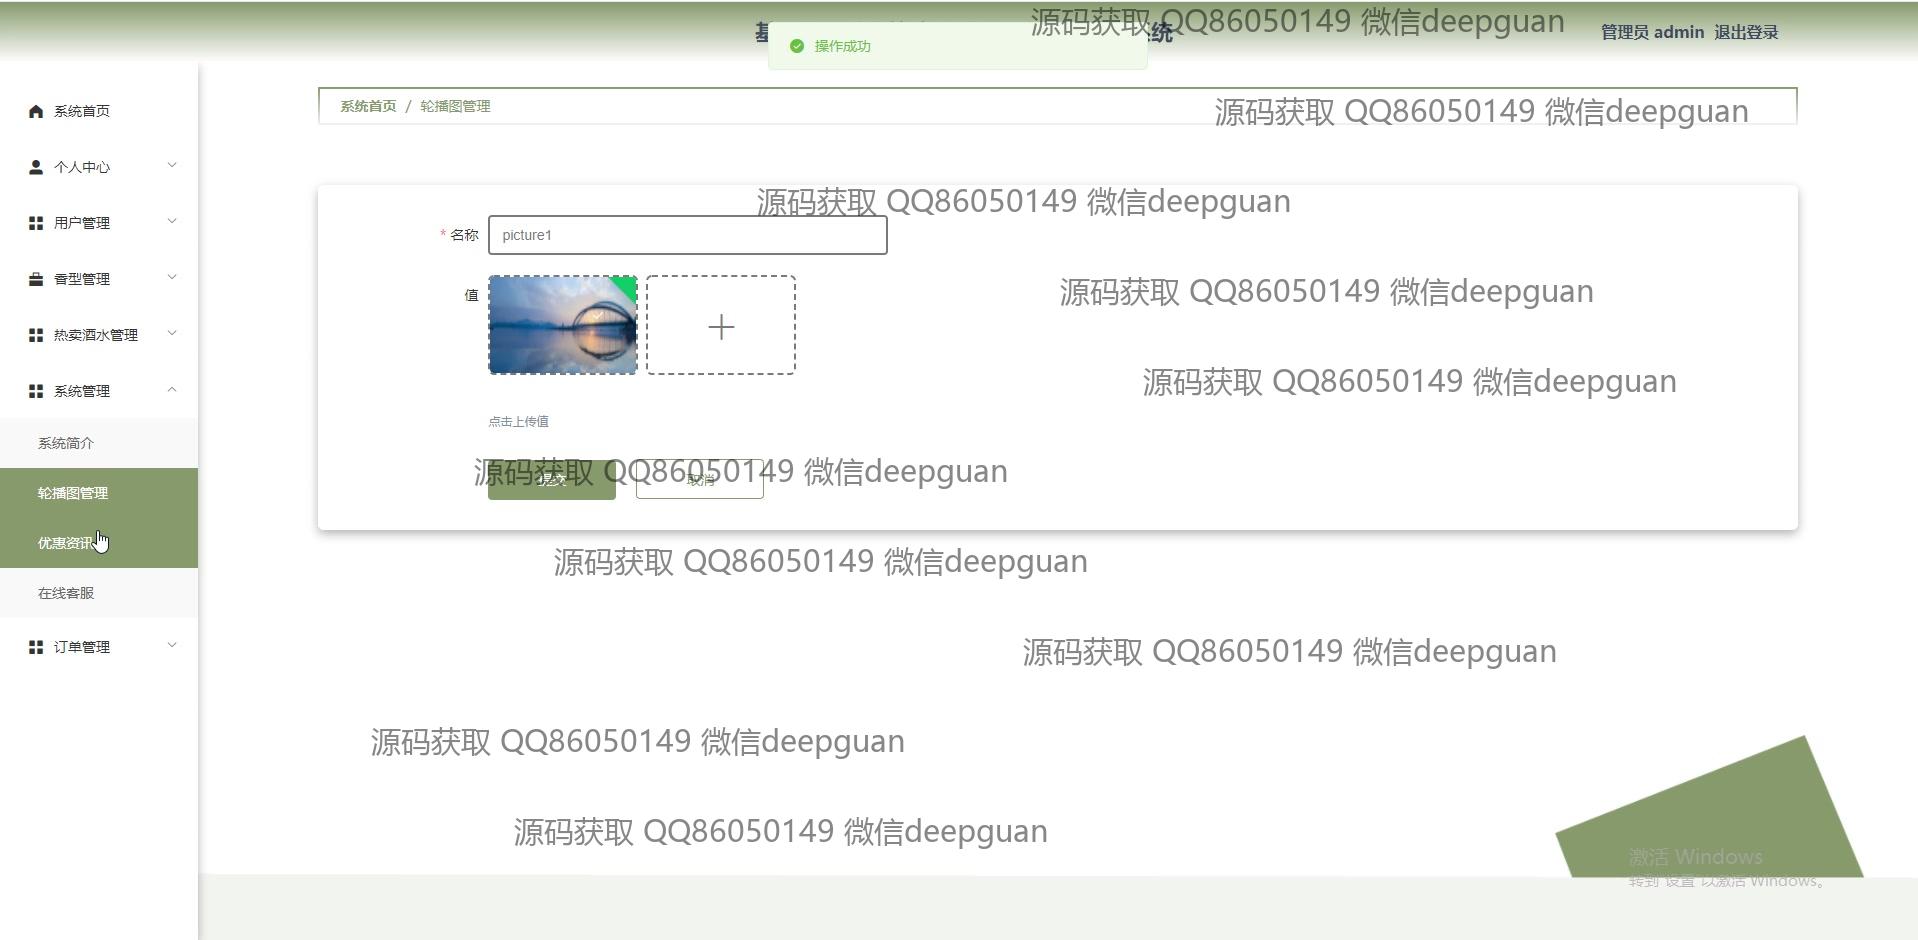 源码获取 QQ86050149 微信deepguan
统
管理员 admin 退出登录
操作成功
系统首页 / 轮播图管理
源码获取 QQ86050149 微信deepguan
系统首页
个人中心
用户管理
香型管理
热卖酒水管理
系统管理
系统简介
轮播图管理
优惠资讯
在线客服
订单管理
源码获取 QQ86050149 微信deepguan
* 名称 picture1
值
源码获取 QQ86050149 微信deepguan
源码获取 QQ86050149 微信deepguan
点击上传值
源码获取 QQ86050149 微信deepguan
提交 取消
源码获取 QQ86050149 微信deepguan
源码获取 QQ86050149 微信deepguan
源码获取 QQ86050149 微信deepguan
源码获取 QQ86050149 微信deepguan
激活 Windows
转到"设置"以激活 Windows。